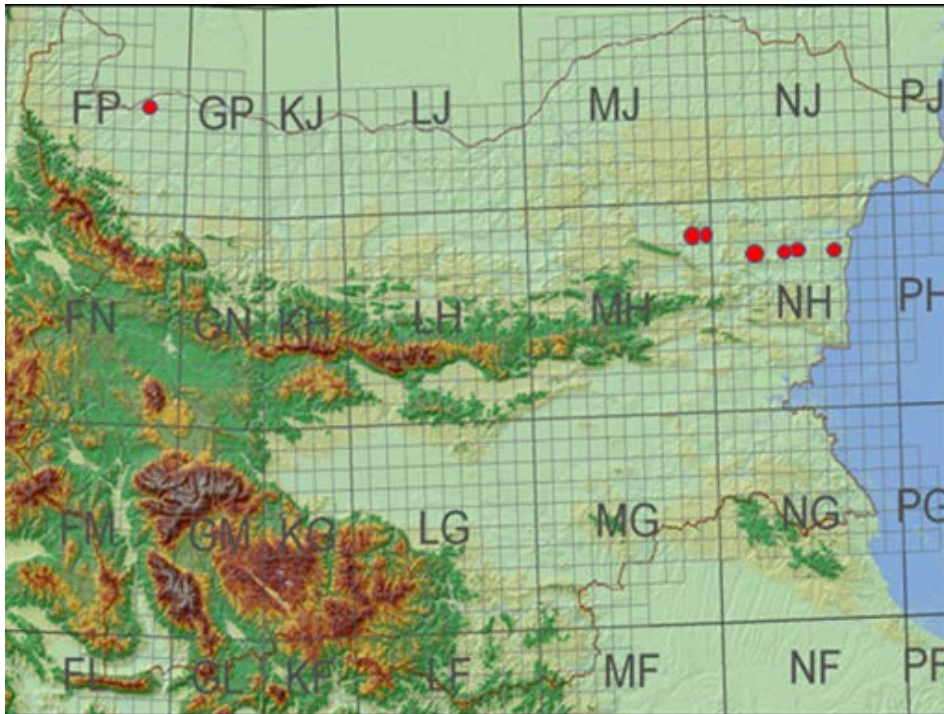 FP GP KJ LJ MJ NJ PJ
FN GN KH LH MH NH PH
FM GM KG LG MG NG PG
FL GL KF LF MF NF PF